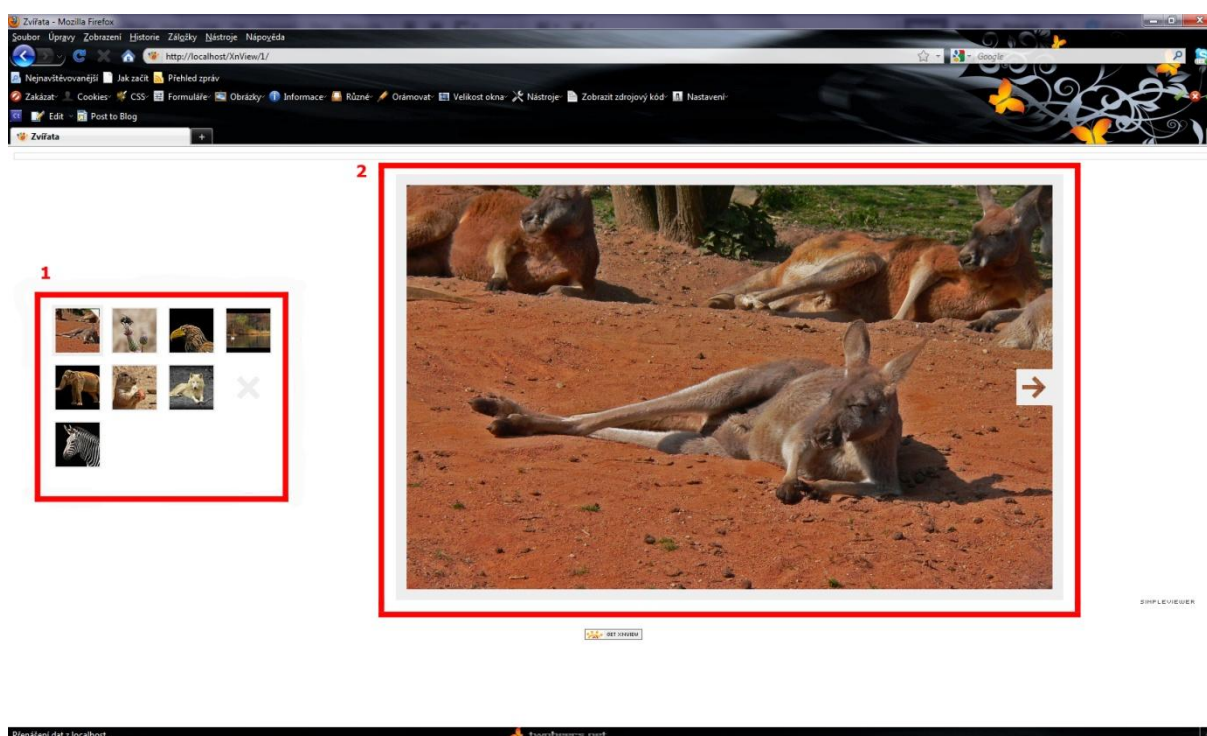 Zvířata - Mozilla Firefox
Soubor Úpravy Zobrazení Historie Záložky Nástroje Nápověda
http://localhost/XnView/1/ Google
Nejnavštěvovanější Jak začít Přehled zpráv
Zakázat Cookies CSS Formuláře Obrázky Informace Různé Orámovat Velikost okna Nástroje Zobrazit zdrojový kód Nastavení
Edit Post to Blog
Zvířata
2
1
SIMPLEVIEWER
GET XNVIEW
Přenášení dat z localhost